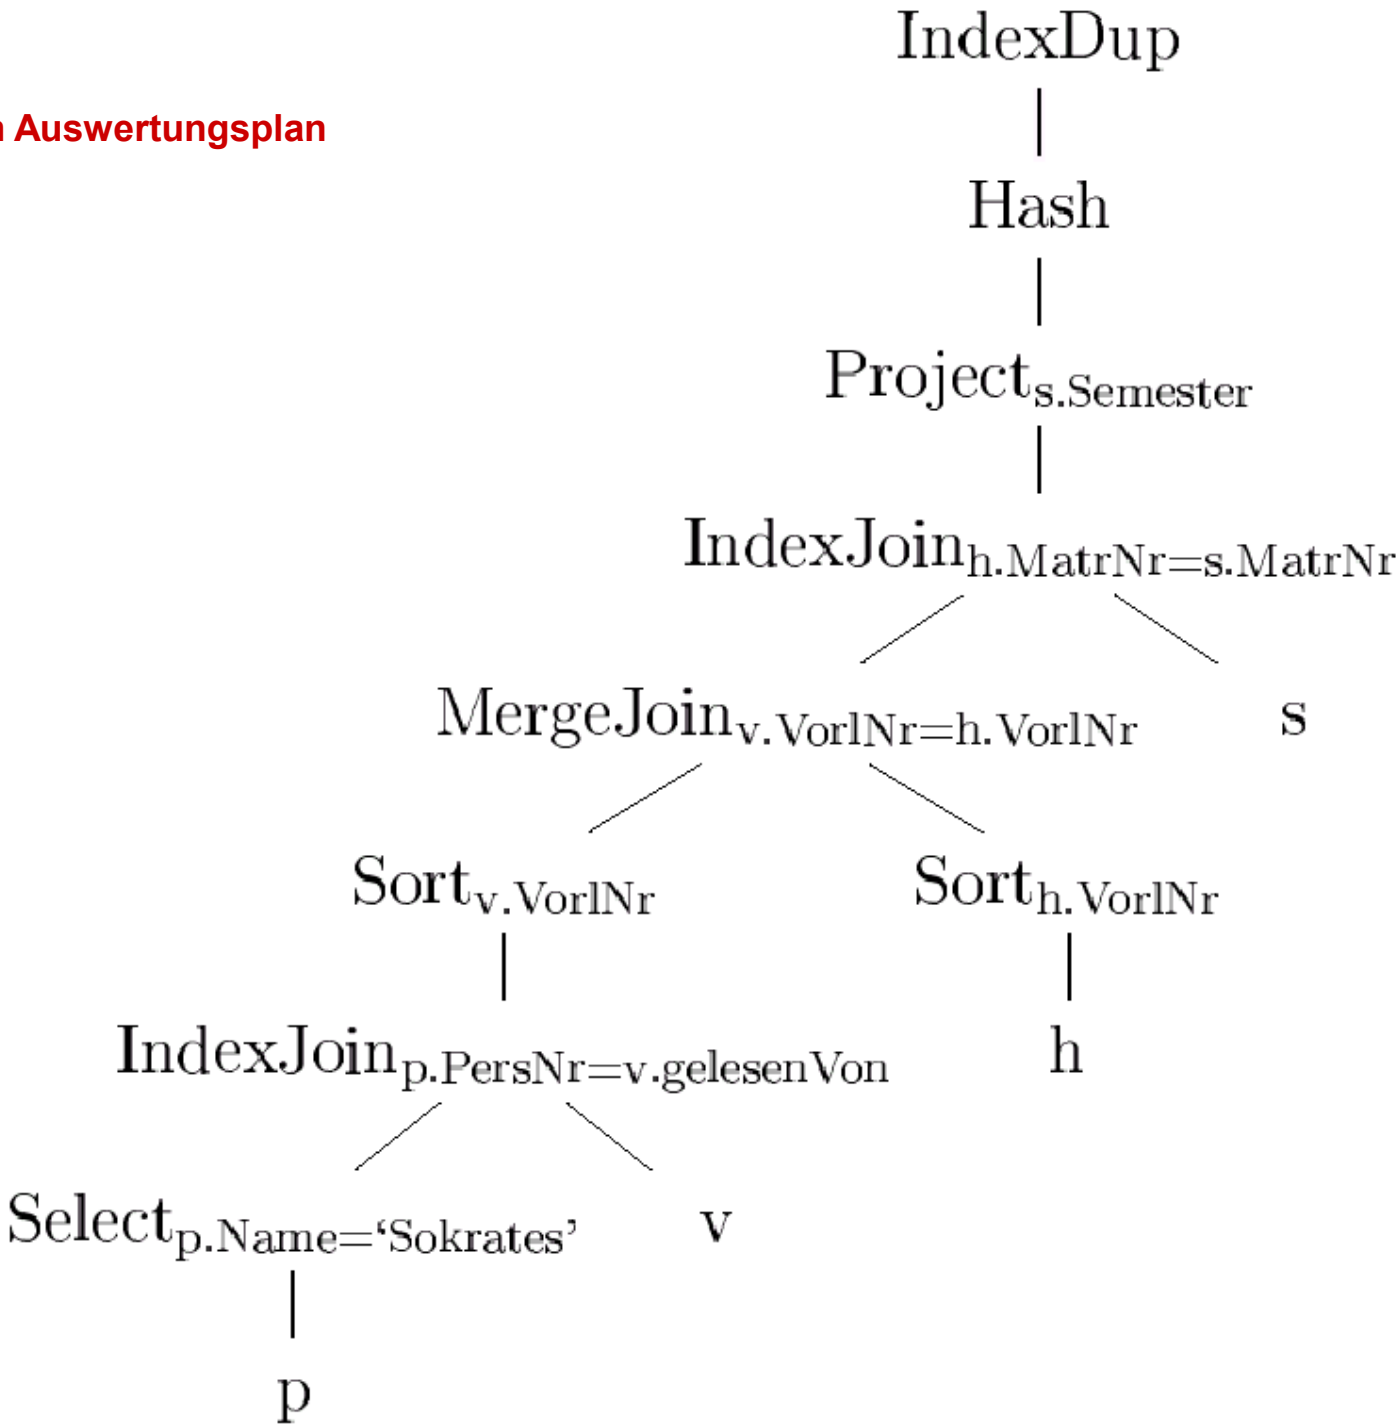 IndexDup
Auswertungsplan
Hash
Project s.Semester
IndexJoin h.MatrNr=s.MatrNr
MergeJoin v.VorlNr=h.VorlNr s
Sort v.VorlNr Sort h.VorlNr
IndexJoin p.PersNr=v.gelesenVon h
Select p.Name=‘Sokrates’ v
p